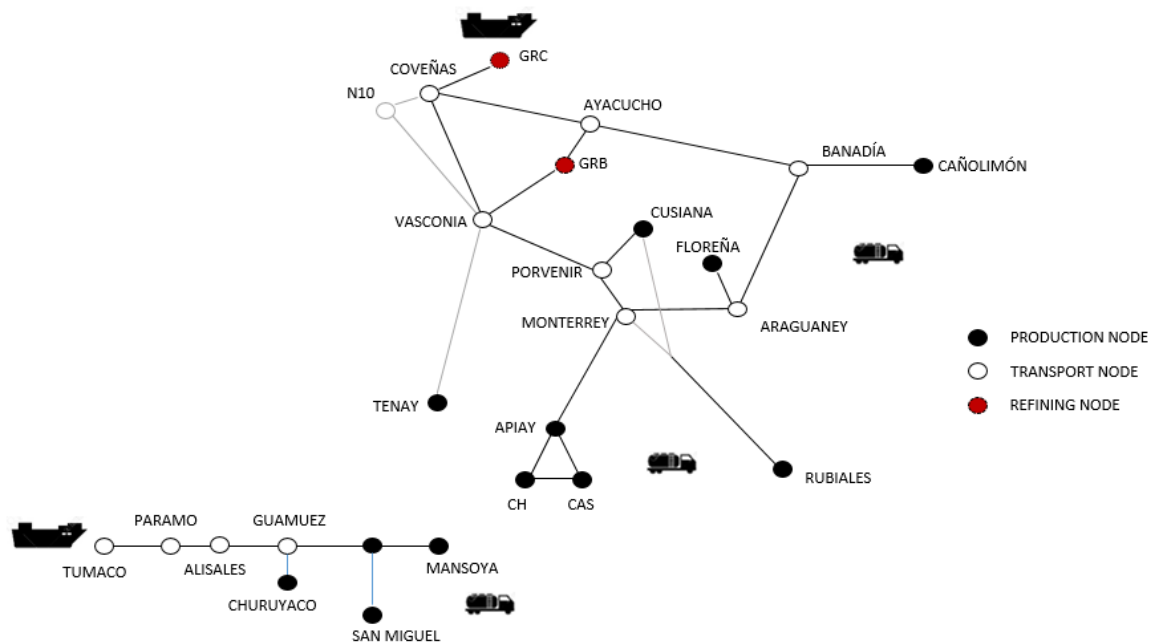 GRC
COVEÑAS
N10
AYACUCHO
BANADÍA
GRB
CAÑOLIMÓN
CUSIANA
VASCONIA
FLOREÑA
PORVENIR
MONTERREY
ARAGUANEY
PRODUCTION NODE
TRANSPORT NODE
REFINING NODE
TENAY
APIAY
RUBIALES
CH
CAS
PARAMO
GUAMUEZ
TUMACO
ALISALES
MANSOYA
CHURUYACO
SAN MIGUEL